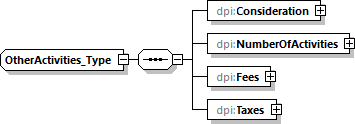 dpi:Consideration
dpi:NumberOfActivities
OtherActivities_Type
dpi:Fees
dpi:Taxes